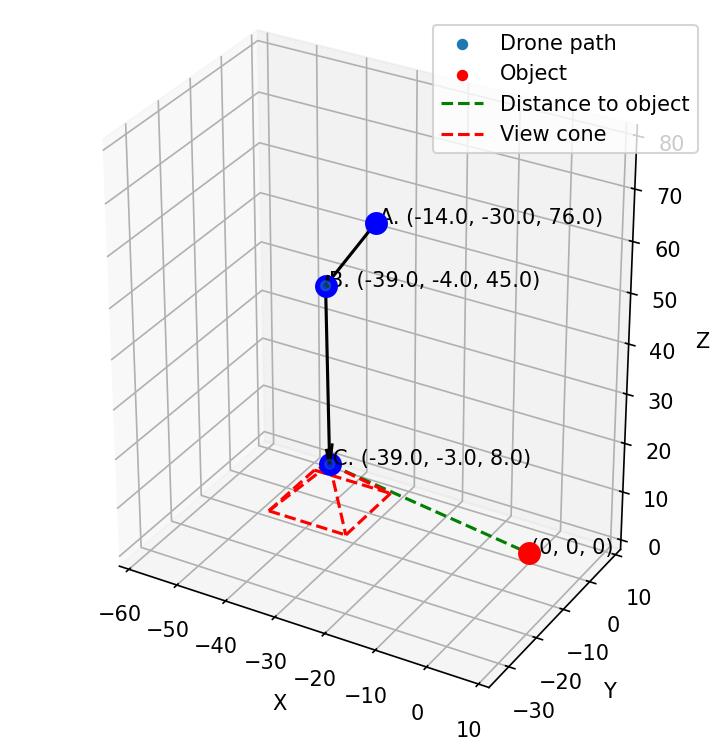 Drone path
Object
Distance to object
View cone
80
70
60
50
40
30
20
10
0
Z
A. (-14.0, -30.0, 76.0)
B. (-39.0, -4.0, 45.0)
C. (-39.0, -3.0, 8.0)
(0, 0, 0)
−60
−50
−40
−30
−20
−10
0
10
X
10
0
−10
−20
−30
Y